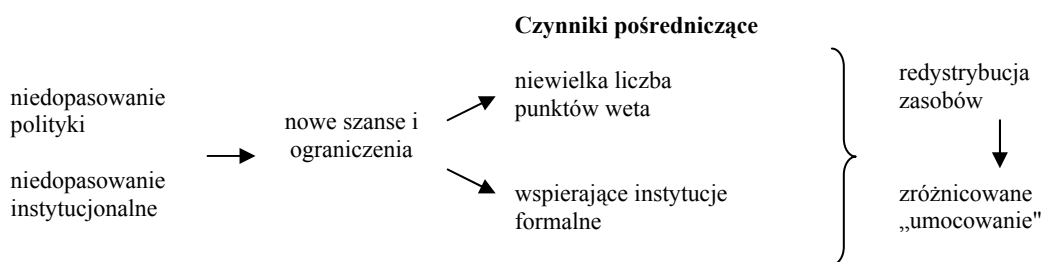 Czynniki pośredniczące
niedopasowanie
polityki
niedopasowanie
instytucjonalne
nowe szanse i
ograniczenia
niewielka liczba
punktów weta
wspierające instytucje
formalne
redystrybucja
zasobów
zróżnicowane
„umocowanie"